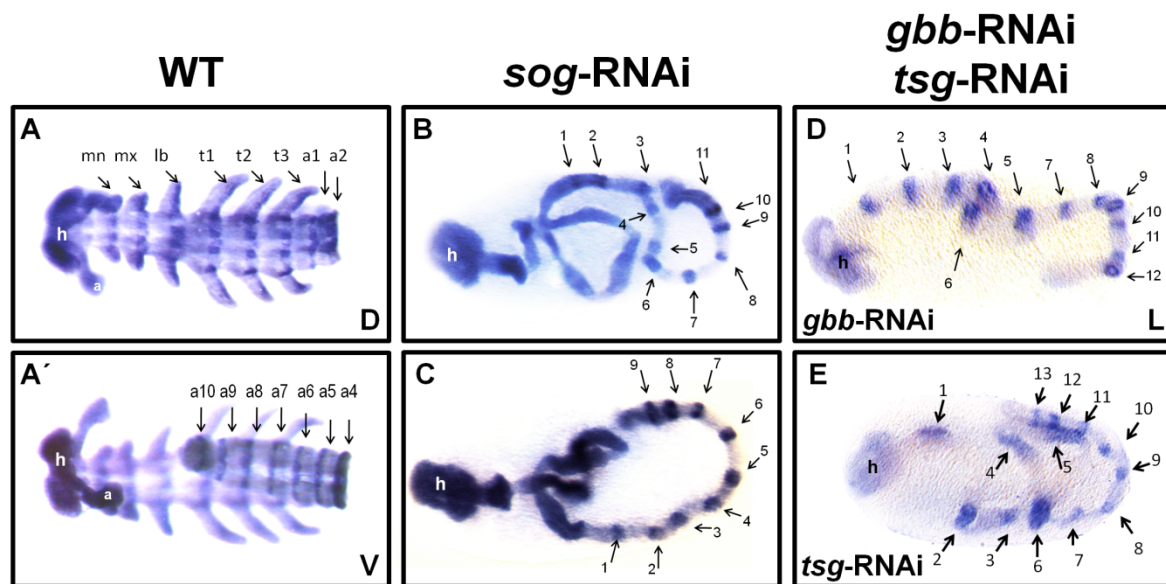 WT
sog-RNAi
gbb-RNAi
tsg-RNAi
A
mn mx lb t1 t2 t3 a1 a2
h
a
D
B
1 2 3 11
10
9
4
5
h
6 7 8
D
1 2 3 4 5 7 8 9
10
11
h
6 12
gbb-RNAi L
A´
a10 a9 a8 a7 a6 a5 a4
h
a
V
C
9 8 7
6
5
h
4
3
1 2
E
13 12 11
1 10
h
4 5 9
2 3 6 7 8
tsg-RNAi